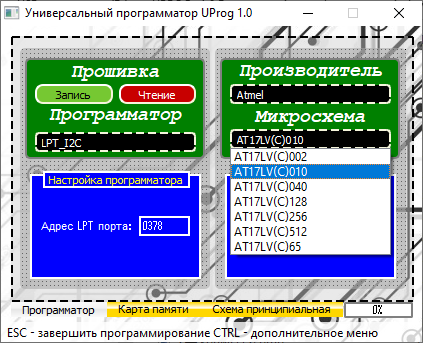 Универсальный программатор UProg 1.0
Прошивка
Запись Чтение
Программатор
LPT_I2C
Производитель
Atmel
Микросхема
AT17LV(C)010
AT17LV(C)002
AT17LV(C)010
AT17LV(C)040
AT17LV(C)128
AT17LV(C)256
AT17LV(C)512
AT17LV(C)65
Настройка программатора
Адрес LPT порта: 0378
Программатор Карта памяти Схема принципиальная 0%
ESC - завершить программирование CTRL - дополнительное меню